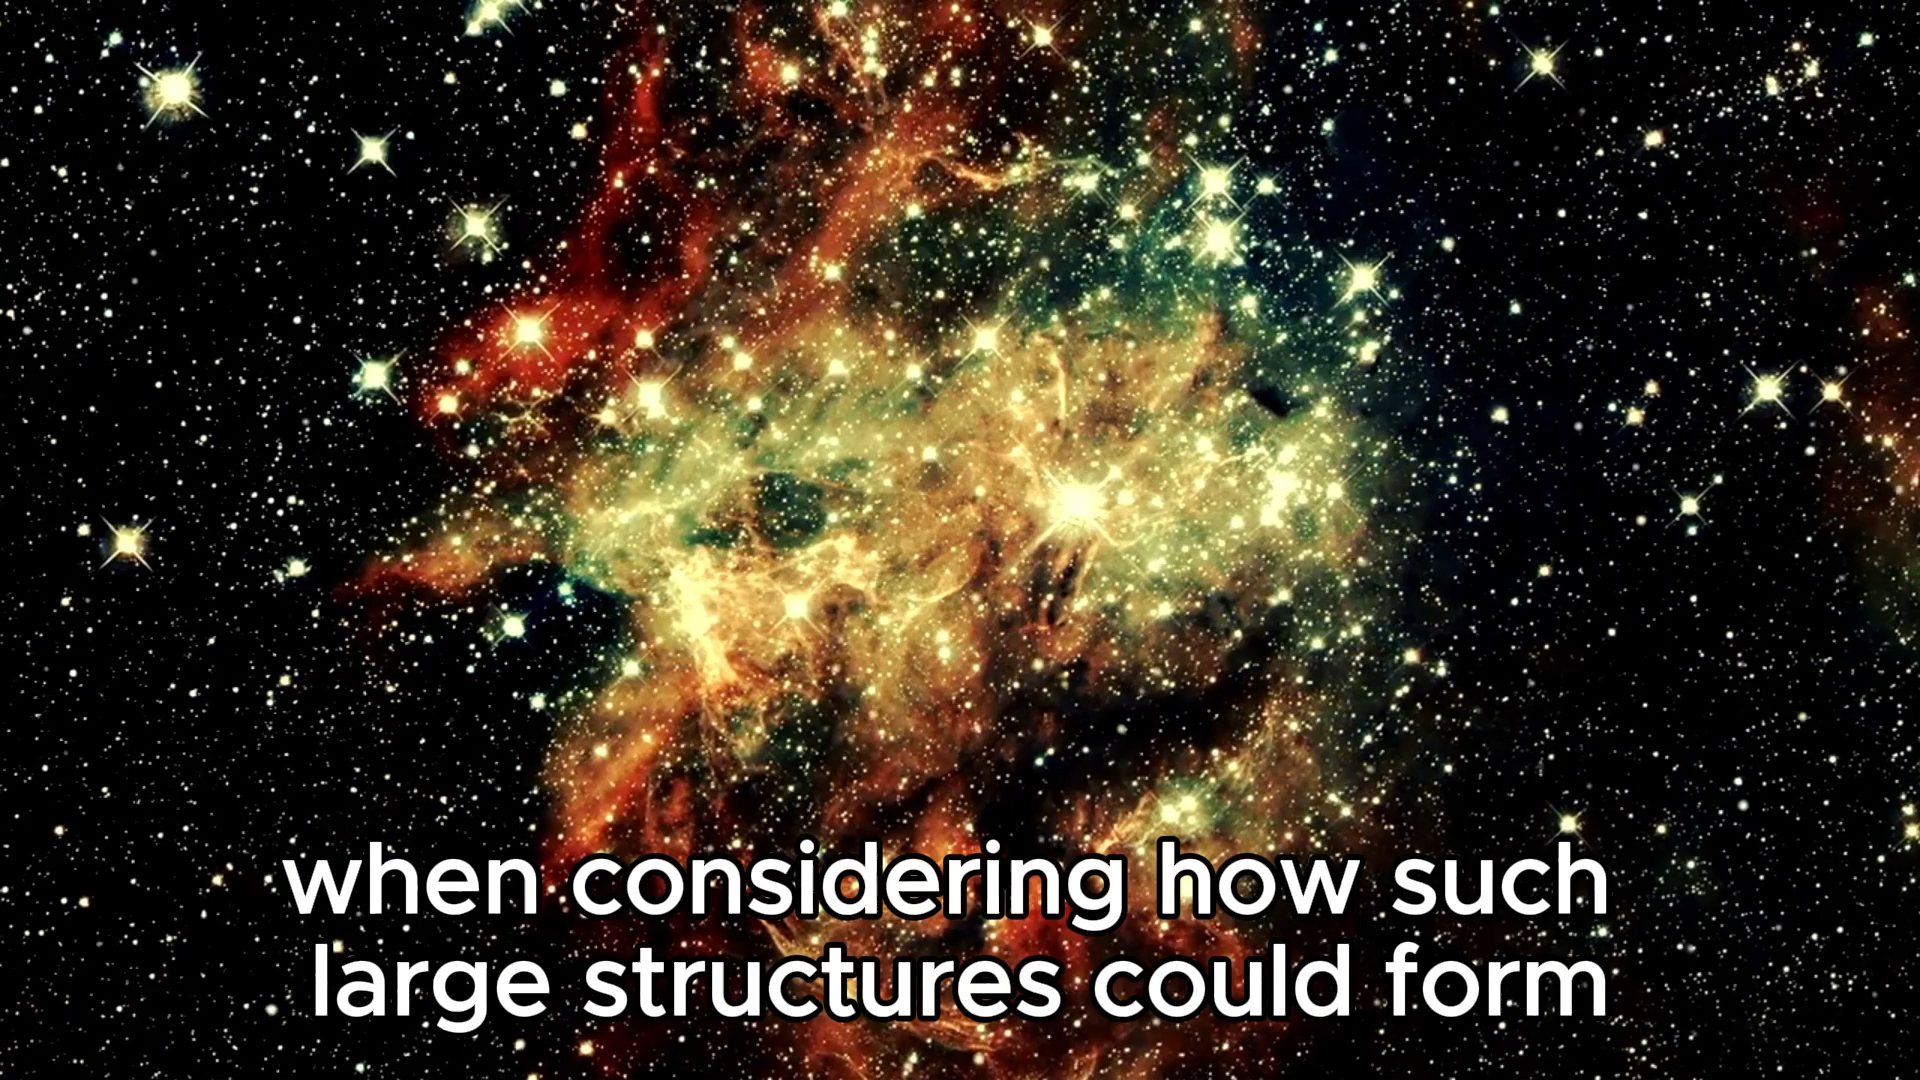 when considering how such
large structures could form